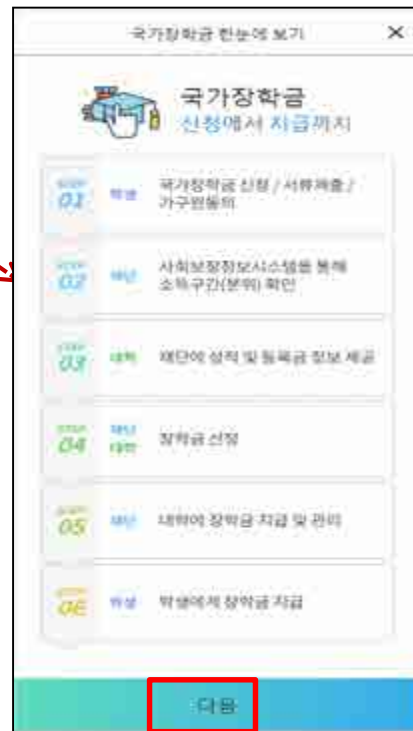 국가장학금 한눈에 보기
국가장학금
신청에서 지급까지
STEP
01
학생
국가장학금 신청 / 서류제출 /
가구원동의
STEP
02
재단
사회보장정보시스템을 통해
소득구간(분위) 확인
STEP
03
대학
재단에 성적 및 등록금 정보 제공
STEP
04
재단
대학
장학금 선정
STEP
05
재단
대학에 장학금 지급 및 관리
STEP
06
학생에게 장학금 지급
다음